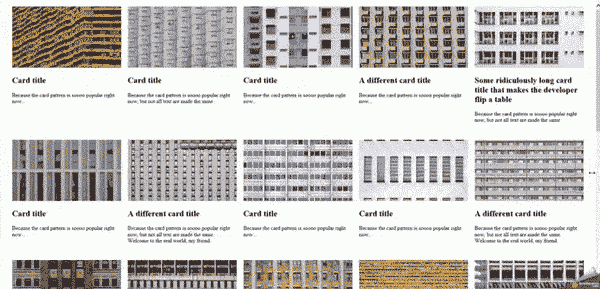 Card title
Card title
Card title
A different card title
Some ridiculously long card
title that makes the developer
flip a table
Because the card pattern is soooo popular right
now...
Because the card pattern is soooo popular right
now, but not all text are made the same
Because the card pattern is soooo popular right
now...
Because the card pattern is soooo popular right
now...
Because the card pattern is soooo popular right
now, but not all text are made the same
Card title
A different card title
Card title
Card title
A different card title
Because the card pattern is soooo popular right
now...
Because the card pattern is soooo popular right
now, but not all text are made the same.
Welcome to the real world, my friend.
Because the card pattern is soooo popular right
now...
Because the card pattern is soooo popular right
now...
Because the card pattern is soooo popular right
now, but not all text are made the same.
Welcome to the real world, my friend.